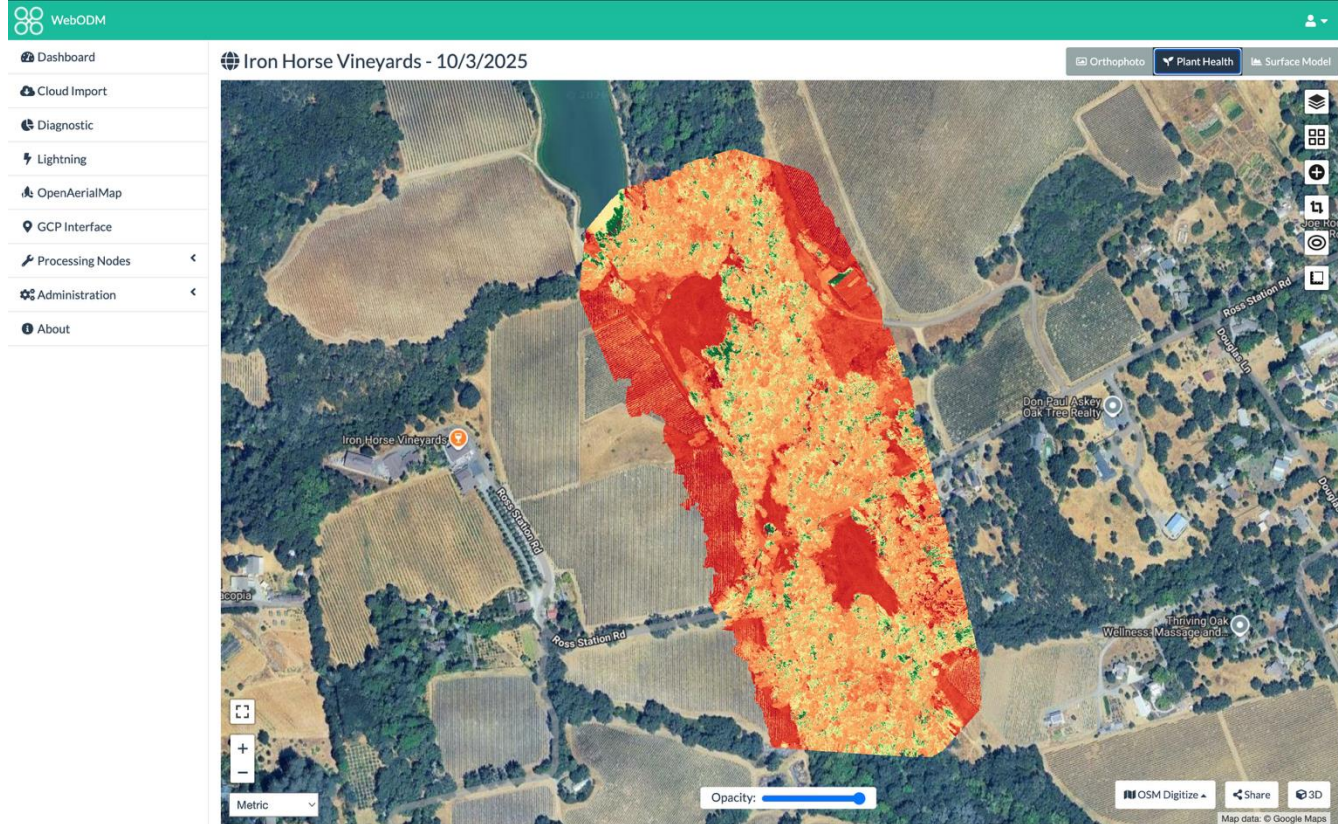 WebODM
Dashboard
Cloud Import
Diagnostic
Lightning
OpenAerialMap
GCP Interface
Processing Nodes
Administration
About
Iron Horse Vineyards - 10/3/2025
Orthophoto
Plant Health
Surface Model
Ross Station Rd
Douglas Ln
Don Paul Askey
Oak Tree Realty
Iron Horse Vineyards
Ross Station Rd
Ross Station Rd
acopia
Thriving Oak
Wellness: Massage and...
+
−
Metric
Opacity:
OSM Digitize
Share
3D
Map data: © Google Maps